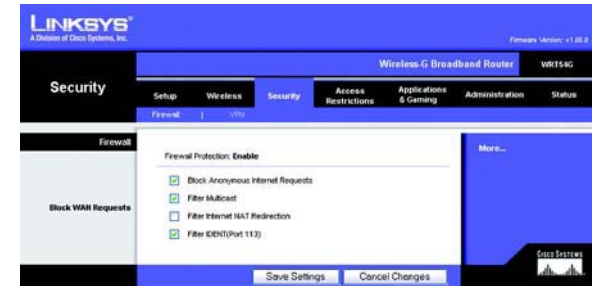 LINKSYS®
A Division of Cisco Systems, Inc.
Firmware Version: v1.00.0
Wireless-G Broadband Router WRT54G
Security
Setup Wireless Security Access Restrictions Applications & Gaming Administration Status
Firewall | VPN
Firewall
Firewall Protection: Enable
More...
Block WAN Requests
Block Anonymous Internet Requests
Filter Multicast
Filter Internet NAT Redirection
Filter IDENT(Port 113)
Save Settings Cancel Changes
CISCO SYSTEMS